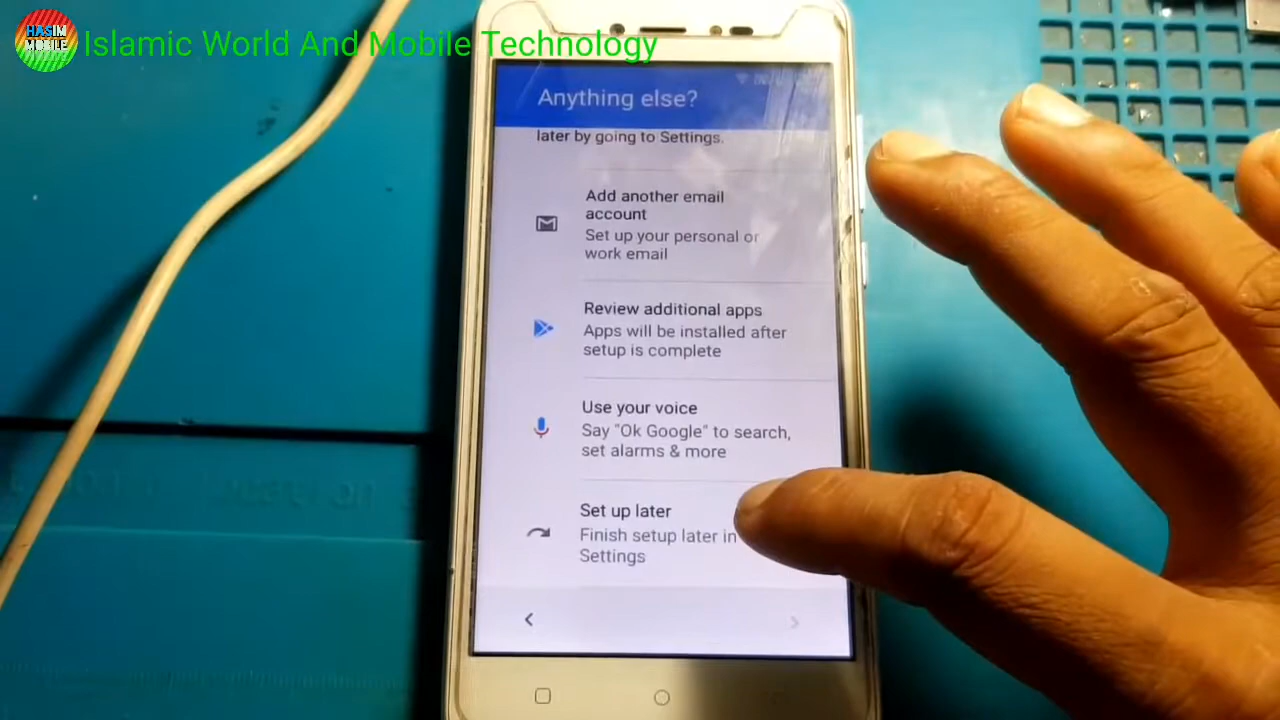 HASIM
MOBILE
Islamic World And Mobile Technology
Anything else?
later by going to Settings.
Add another email
account
Set up your personal or
work email
Review additional apps
Apps will be installed after
setup is complete
Use your voice
Say "Ok Google" to search,
set alarms & more
Set up later
Finish setup later in
Settings